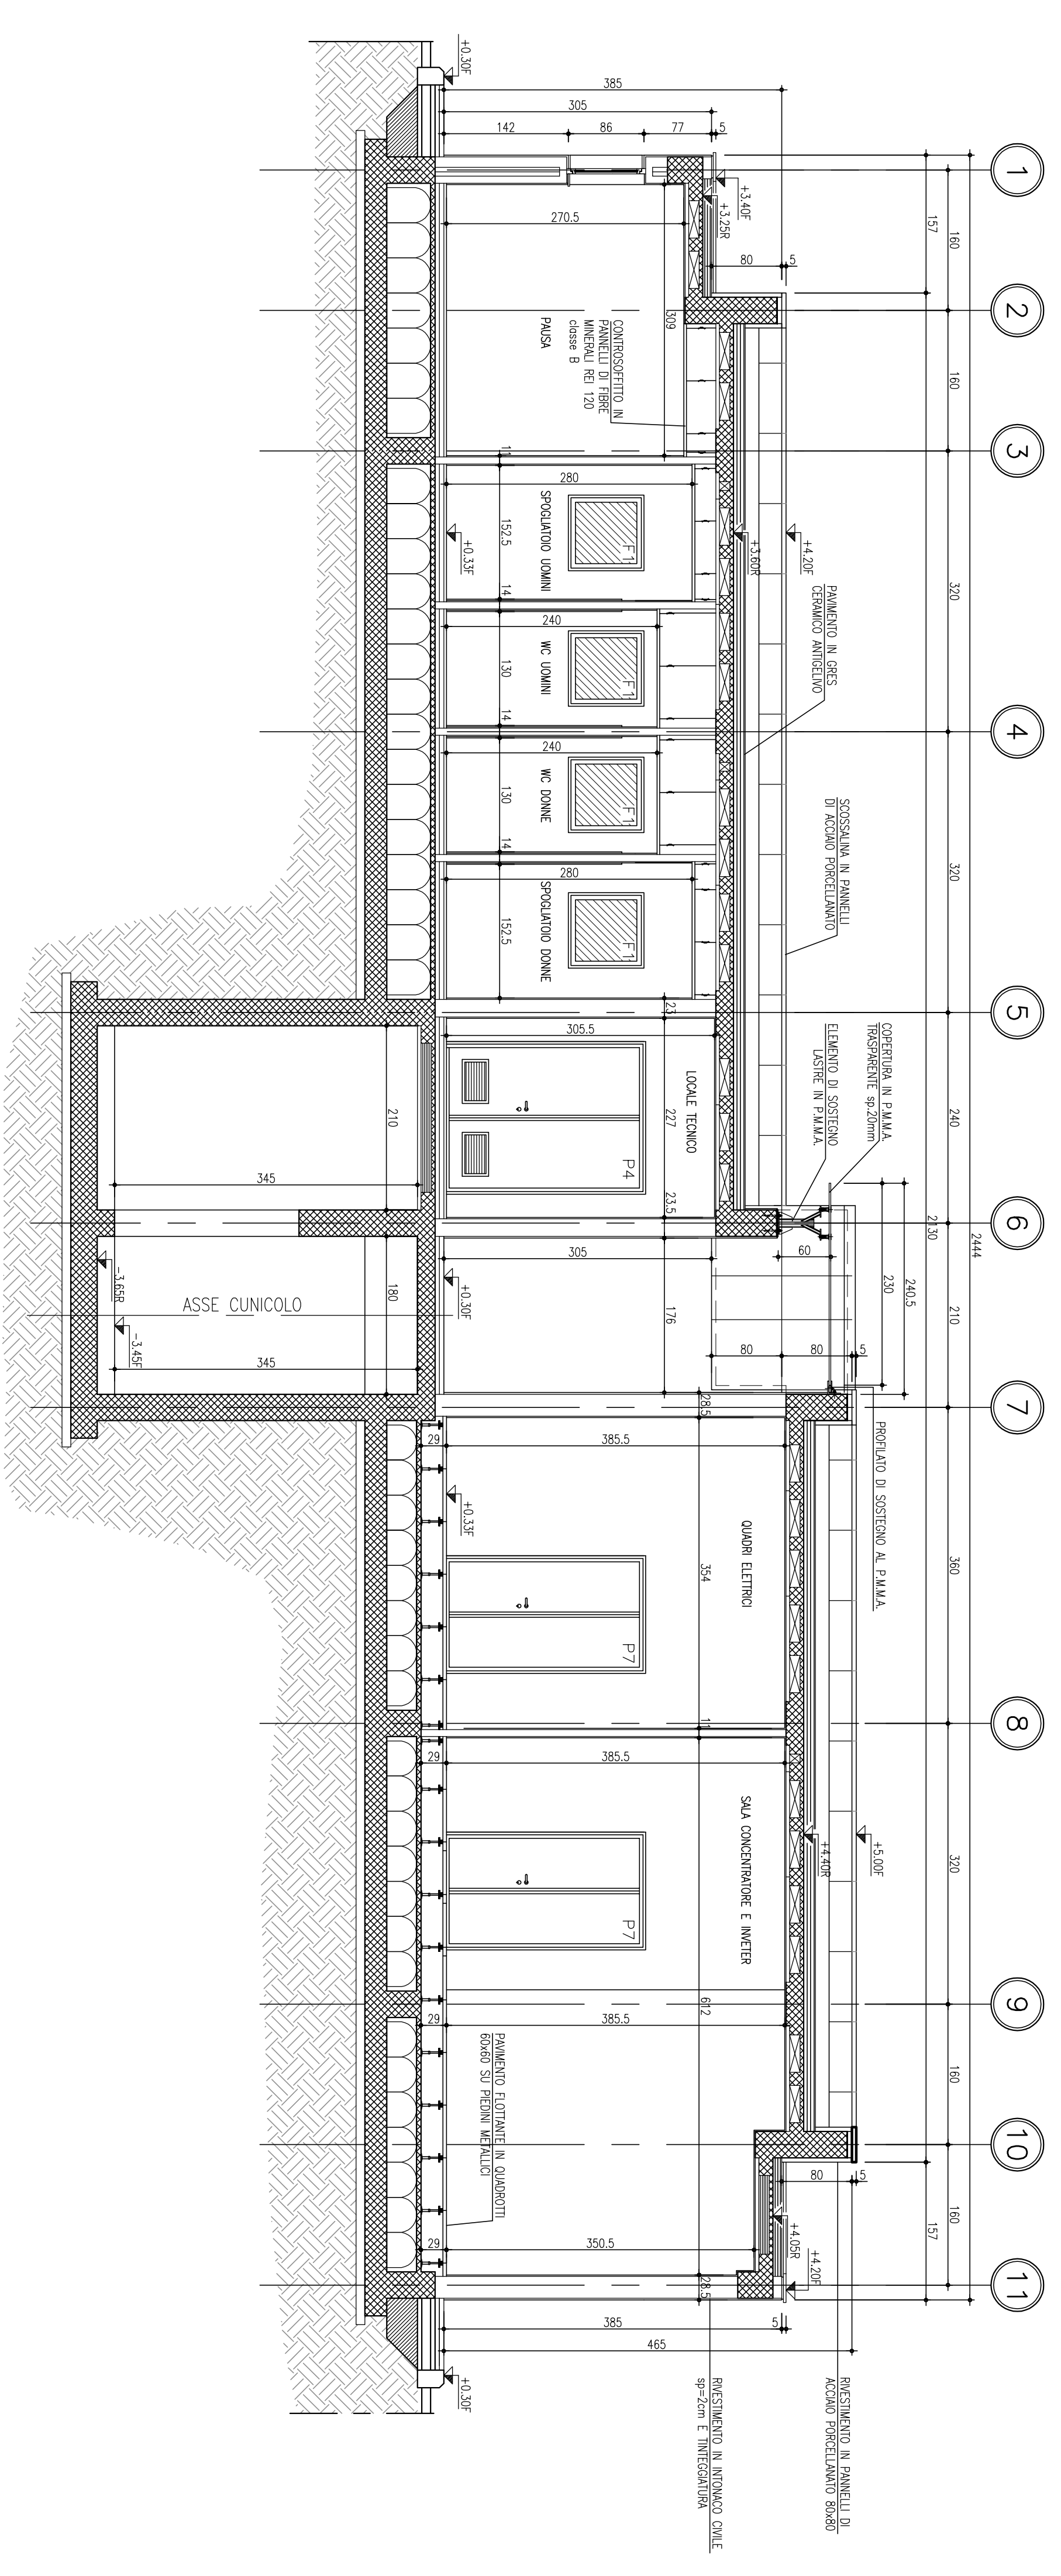 1
2
3
4
5
6
7
8
9
10
11
2444
157
2130
157
160
160
320
320
240
210
360
320
160
160
240.5
230
+0.30F
385
305
142
86
77
5
+3.40F
+3.25R
80
5
270.5
309
PAUSA
CONTROSOFFITTO IN
PANNELLI DI FIBRE
MINERALI REI 120
classe B
11
280
152.5
14
SPOGLIATOIO UOMINI
F1
+0.33F
+4.20F
+3.60R
PAVIMENTO IN GRES
CERAMICO ANTIGELIVO
240
130
14
WC UOMINI
F1
240
130
14
WC DONNE
F1
SCOSSALINA IN PANNELLI
DI ACCIAIO PORCELLANATO
280
152.5
SPOGLIATOIO DONNE
F1
23
305.5
227
23.5
LOCALE TECNICO
P4
COPERTURA IN P.M.M.A.
TRASPARENTE sp.20mm
ELEMENTO DI SOSTEGNO
LASTRE IN P.M.M.A.
210
345
60
305
176
+0.30F
80
80
5
180
345
-3.65R
-3.45F
ASSE CUNICOLO
28.5
PROFILATO DI SOSTEGNO AL P.M.M.A.
29
385.5
+0.33F
354
QUADRI ELETTRICI
P7
11
29
385.5
SALA CONCENTRATORE E INVETER
P7
+5.00F
+4.40R
612
29
385.5
PAVIMENTO FLOTTANTE IN QUADROTTI
60x60 SU PIEDINI METALLICI
80
5
+4.05R
+4.20F
29
350.5
28.5
385
5
465
+0.30F
RIVESTIMENTO IN PANNELLI DI
ACCIAIO PORCELLANATO 80x80
RIVESTIMENTO IN INTONACO CIVILE
sp=2cm E TINTEGGIATURA